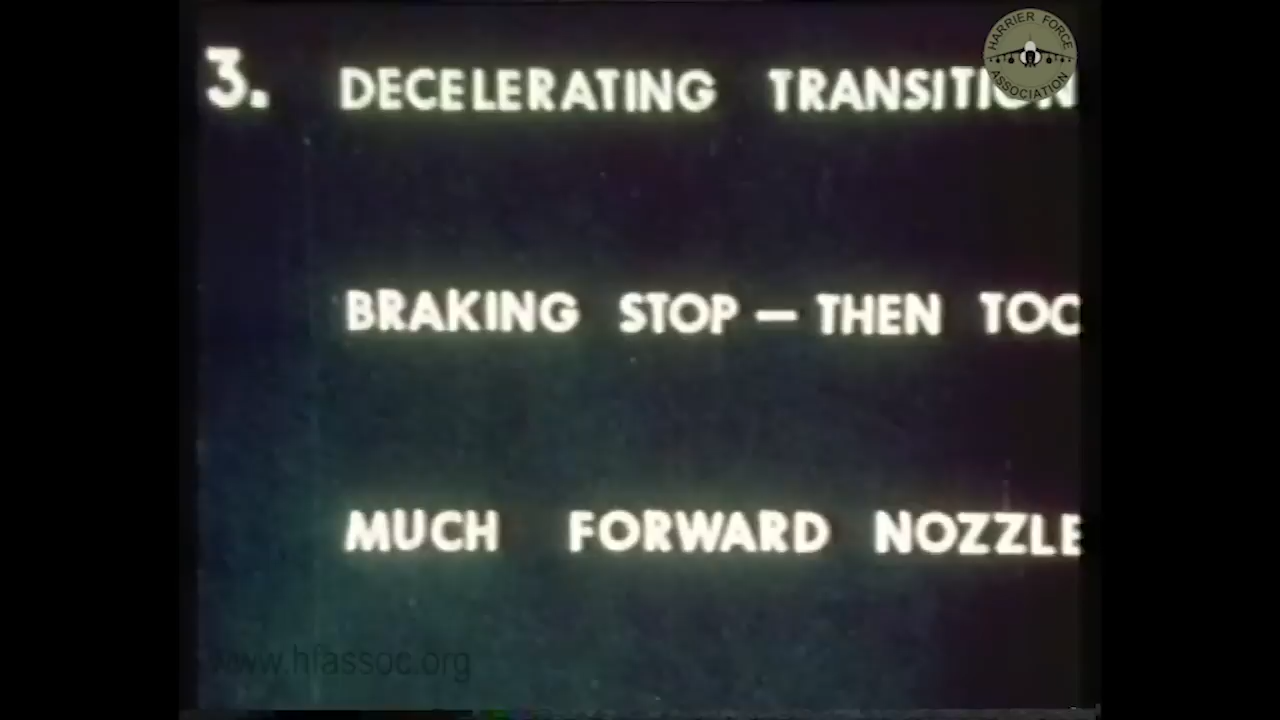 HARRIER FORCE
ASSOCIATION
3. DECELERATING TRANSITION
BRAKING STOP — THEN TOO
MUCH FORWARD NOZZLE
www.hfassoc.org